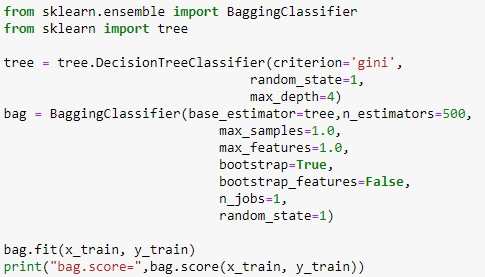 from sklearn.ensemble import BaggingClassifier
from sklearn import tree

tree = tree.DecisionTreeClassifier(criterion='gini',
                                   random_state=1,
                                   max_depth=4)
bag = BaggingClassifier(base_estimator=tree,n_estimators=500,
                               max_samples=1.0,
                               max_features=1.0,
                               bootstrap=True,
                               bootstrap_features=False,
                               n_jobs=1,
                               random_state=1)

bag.fit(x_train, y_train)
print("bag.score=",bag.score(x_train, y_train))